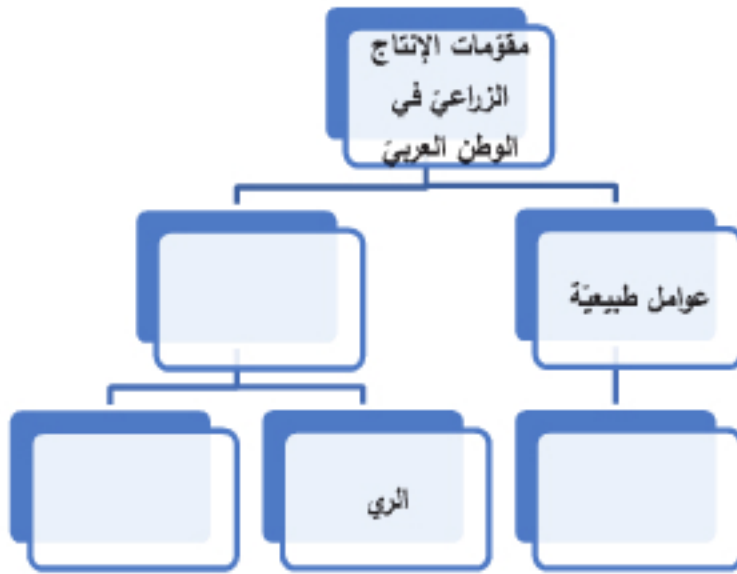 مقوّمات الإنتاج
الزراعيّ في
الوطن العربيّ
عوامل طبيعيّة
الري